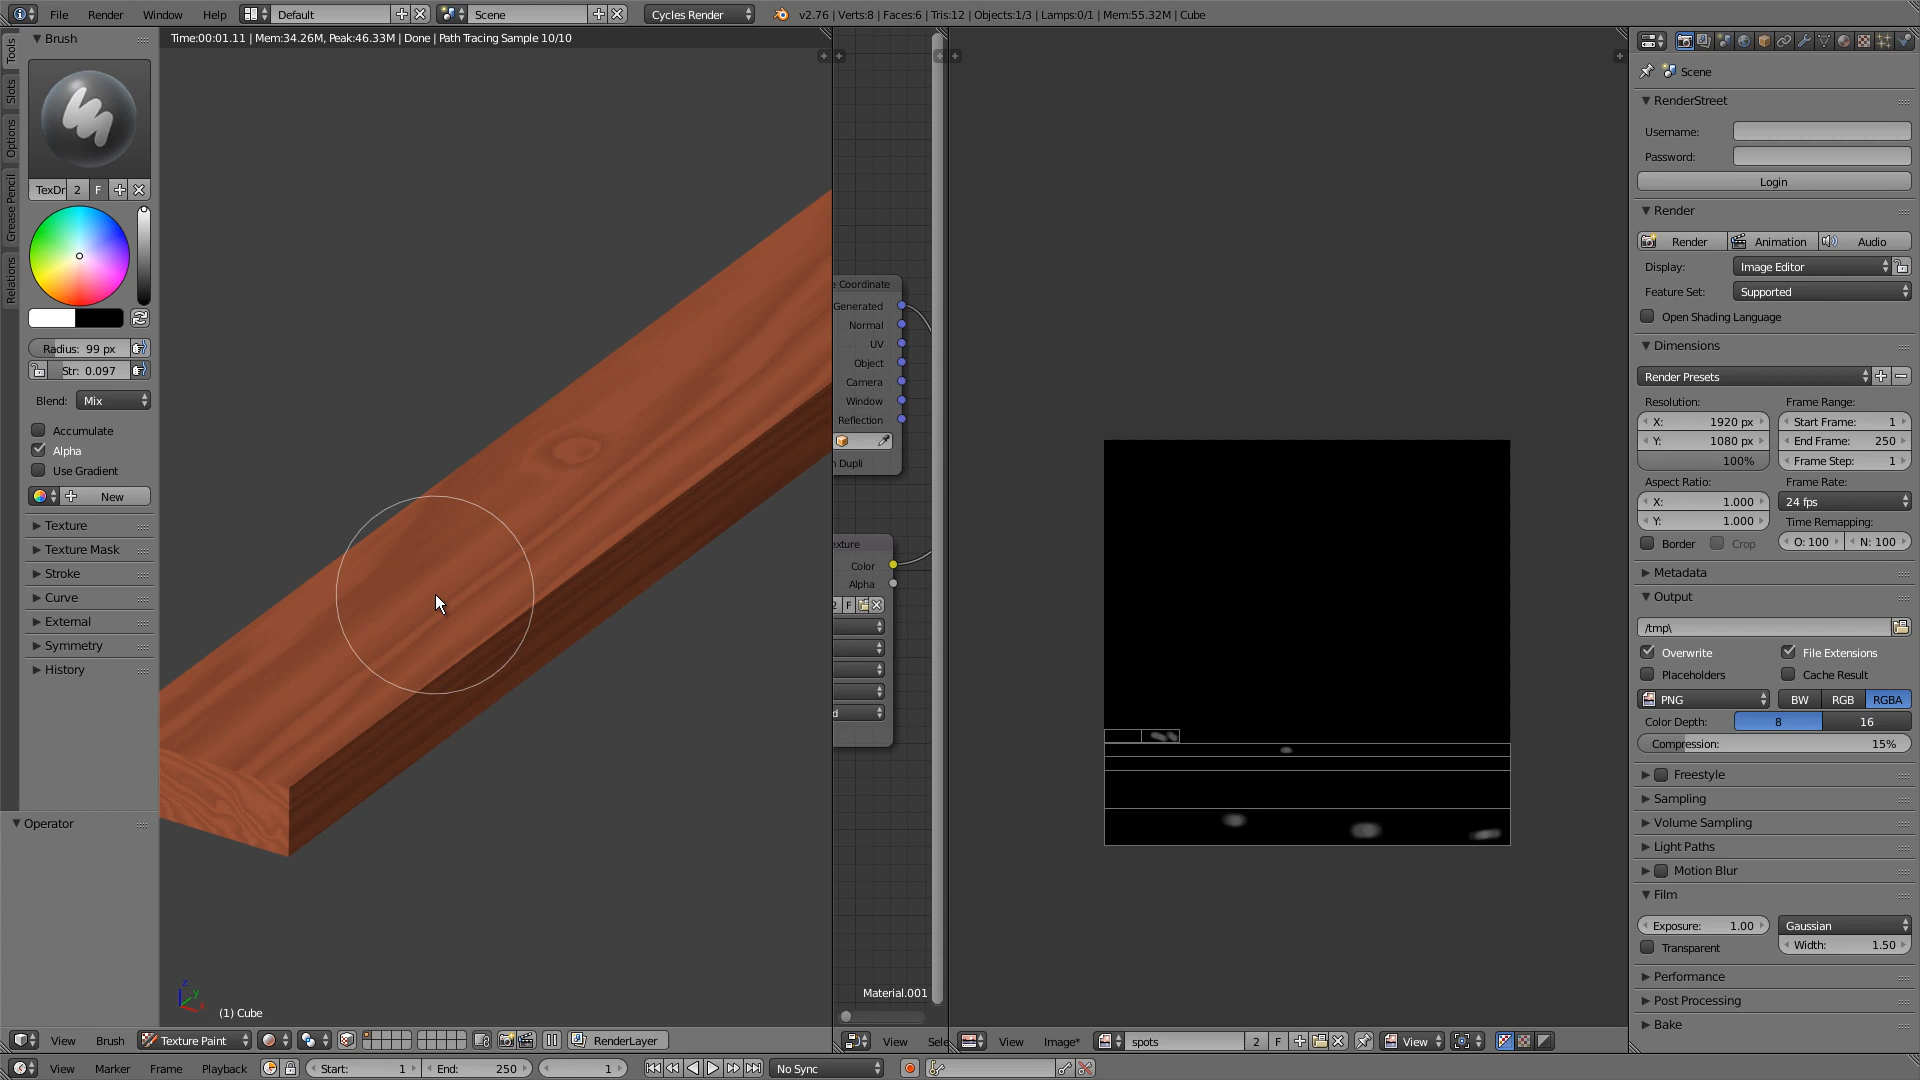 File Render Window Help Default Scene Cycles Render v2.76 | Verts:8 | Faces:6 | Tris:12 | Objects:1/3 | Lamps:0/1 | Mem:55.32M | Cube
Time:00:01.11 | Mem:34.26M, Peak:46.33M | Done | Path Tracing Sample 10/10
Tools
Slots
Options
Grease Pencil
Relations
Brush
TexDr 2 F
Radius: 99 px
Str: 0.097
Blend: Mix
Accumulate
Alpha
Use Gradient
New
Texture
Texture Mask
Stroke
Curve
External
Symmetry
History
Operator
(1) Cube
z
y
x
View Brush Texture Paint RenderLayer
e Coordinate
Generated
Normal
UV
Object
Camera
Window
Reflection
n Dupli
exture
Color
Alpha
2 F
d
Material.001
View Sele
View Image* spots 2 F View
Scene
RenderStreet
Username:
Password:
Login
Render
Render Animation Audio
Display: Image Editor
Feature Set: Supported
Open Shading Language
Dimensions
Render Presets
Resolution: Frame Range:
X: 1920 px Start Frame: 1
Y: 1080 px End Frame: 250
100% Frame Step: 1
Aspect Ratio: Frame Rate:
X: 1.000 24 fps
Y: 1.000 Time Remapping:
Border Crop O: 100 N: 100
Metadata
Output
/tmp\
Overwrite File Extensions
Placeholders Cache Result
PNG BW RGB RGBA
Color Depth: 8 16
Compression: 15%
Freestyle
Sampling
Volume Sampling
Light Paths
Motion Blur
Film
Exposure: 1.00 Gaussian
Transparent Width: 1.50
Performance
Post Processing
Bake
View Marker Frame Playback Start: 1 End: 250 1 No Sync